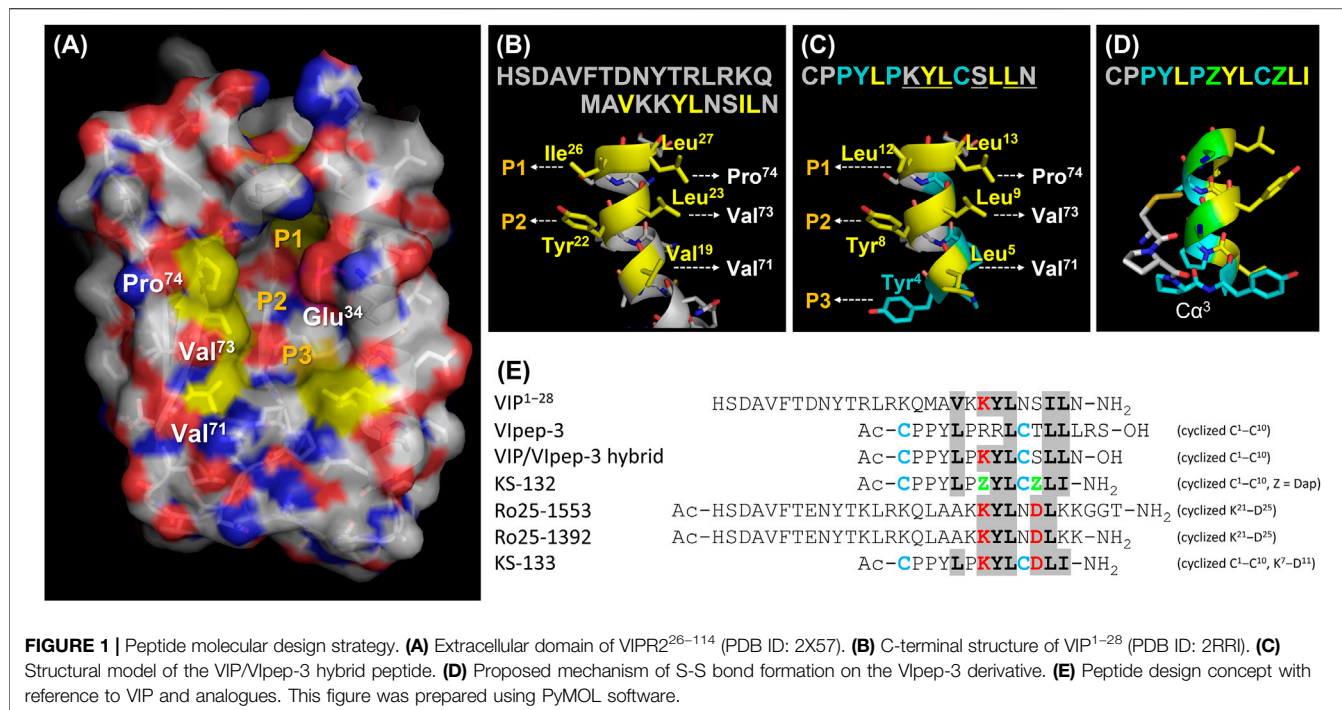 (A)
Pro74
P1
P2
Glu34
Val73
P3
Val71
(B)
HSDAVFTDNYTRLRKQ
MAVKKYLNSILN
Ile26
Leu27
P1
Pro74
Leu23
P2
Val73
Tyr22
Val19
Val71
(C)
CPPYLPKYLCSLLN
Leu12
Leu13
P1
Pro74
Leu9
P2
Val73
Tyr8
Leu5
Tyr4
Val71
P3
(D)
CPPYLPZYLCZLI
Cα3
(E)
VIP1−28 HSDAVFTDNYTRLRKQMAVKKYLNSILN-NH2
VIpep-3 Ac-CPPYLPRRLCTLLLRS-OH (cyclized C1−C10)
VIP/VIpep-3 hybrid Ac-CPPYLPKYLCSLLN-OH (cyclized C1−C10)
KS-132 Ac-CPPYLPZYLCZLI-NH2 (cyclized C1−C10, Z = Dap)
Ro25-1553 Ac-HSDAVFTENYTKLRKQLAAKKYLNDLKKGGT-NH2 (cyclized K21−D25)
Ro25-1392 Ac-HSDAVFTENYTKLRKQLAAKKYLNDLKK-NH2 (cyclized K21−D25)
KS-133 Ac-CPPYLPKYLCDLI-NH2 (cyclized C1−C10, K7−D11)
FIGURE 1 | Peptide molecular design strategy. (A) Extracellular domain of VIPR226−114 (PDB ID: 2X57). (B) C-terminal structure of VIP1−28 (PDB ID: 2RRI). (C)
Structural model of the VIP/VIpep-3 hybrid peptide. (D) Proposed mechanism of S-S bond formation on the VIpep-3 derivative. (E) Peptide design concept with
reference to VIP and analogues. This figure was prepared using PyMOL software.